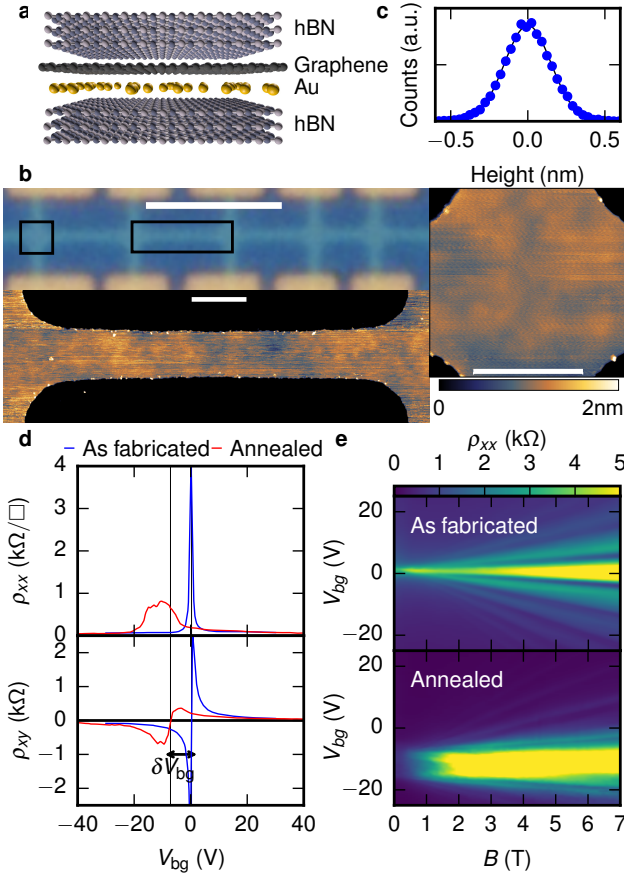 a
hBN
Graphene
Au
hBN
c
Counts (a.u.)
−0.5 0.0 0.5
Height (nm)
b
0 2nm
d
As fabricated Annealed
ρxx (kΩ/□)
4
3
2
1
0
ρxy (kΩ)
2
1
0
−1
−2
δVbg
−40 −20 0 20 40
Vbg (V)
e
ρxx (kΩ)
0 1 2 3 4 5
As fabricated
Vbg (V)
20
0
−20
Annealed
Vbg (V)
20
0
−20
0 1 2 3 4 5 6 7
B (T)